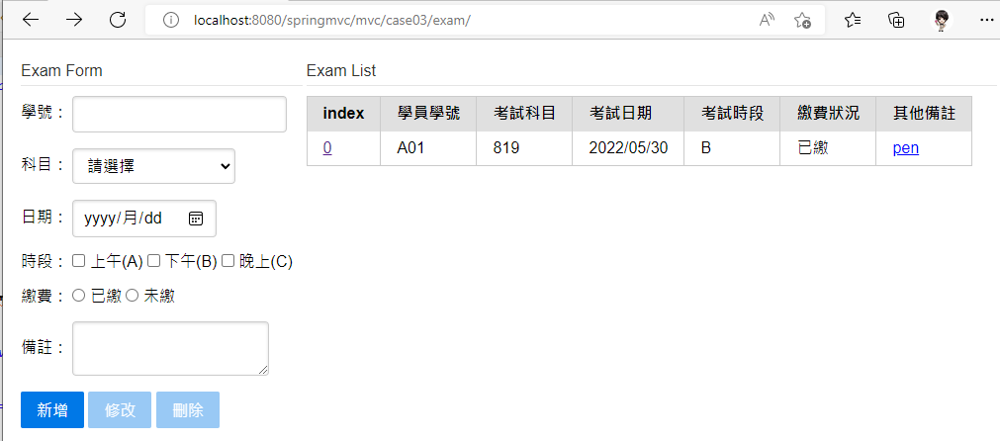 localhost:8080/springmvc/mvc/case03/exam/
Exam Form
學號：
科目： 請選擇
日期： yyyy/月/dd
時段： 上午(A) 下午(B) 晚上(C)
繳費： 已繳 未繳
備註：
新增 修改 刪除
Exam List
index 學員學號 考試科目 考試日期 考試時段 繳費狀況 其他備註
0 A01 819 2022/05/30 B 已繳 pen